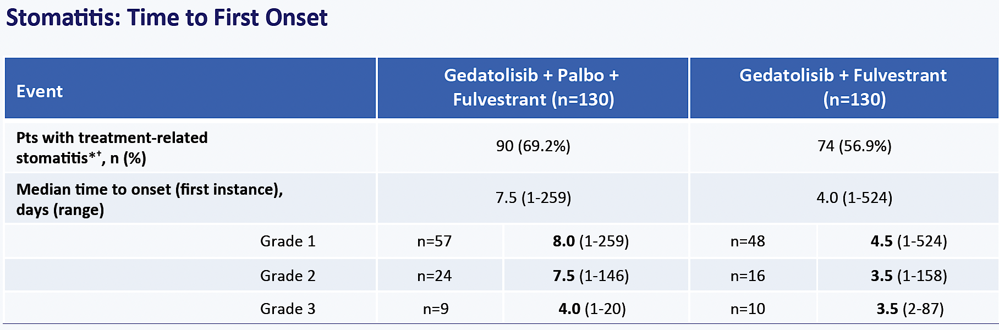 Stomatitis: Time to First Onset
Event
Gedatolisib + Palbo +
Fulvestrant (n=130)
Gedatolisib + Fulvestrant
(n=130)
Pts with treatment-related
stomatitis*†, n (%)
90 (69.2%)
74 (56.9%)
Median time to onset (first instance),
days (range)
7.5 (1-259)
4.0 (1-524)
Grade 1
n=57
8.0 (1-259)
n=48
4.5 (1-524)
Grade 2
n=24
7.5 (1-146)
n=16
3.5 (1-158)
Grade 3
n=9
4.0 (1-20)
n=10
3.5 (2-87)